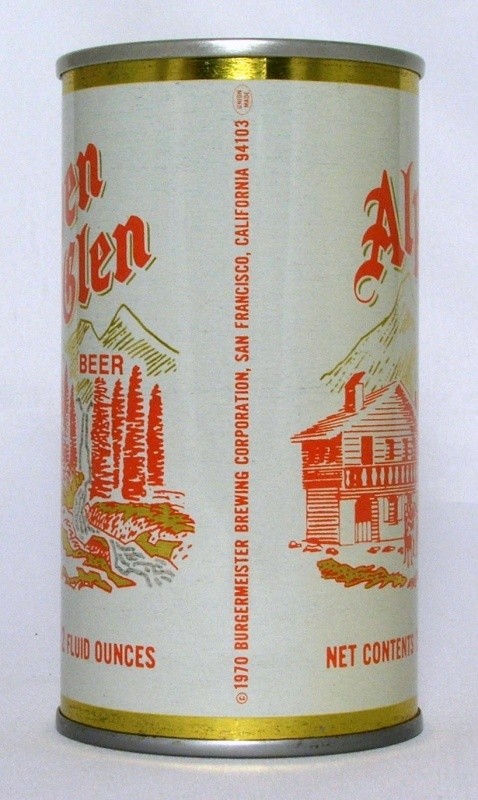 en
Glen
BEER
FLUID OUNCES
©1970 BURGERMEISTER BREWING CORPORATION, SAN FRANCISCO, CALIFORNIA 94103
UNION MADE
Al
NET CONTENTS